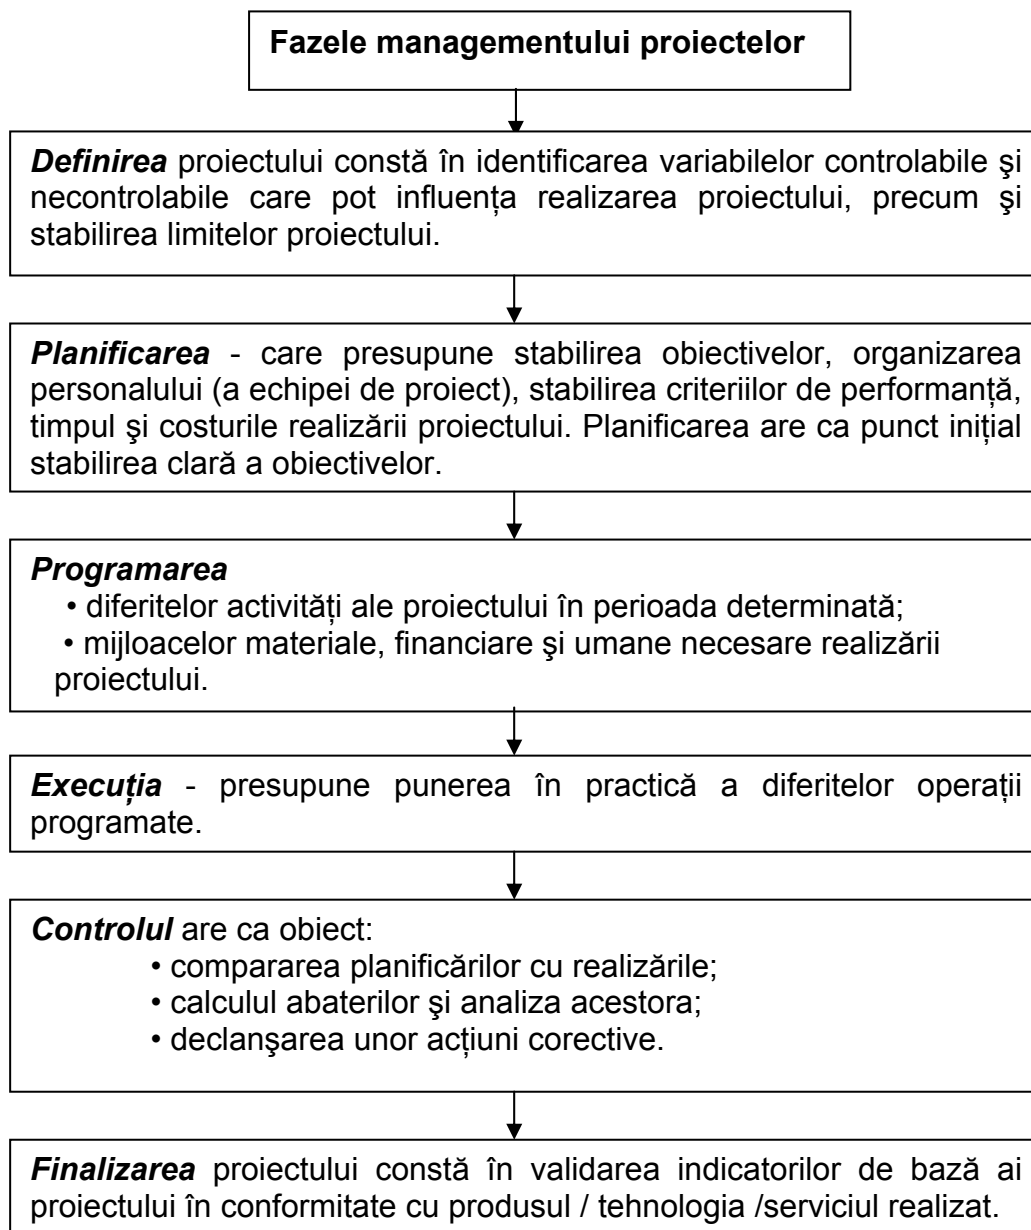 Fazele managementului proiectelor
Definirea proiectului constă în identificarea variabilelor controlabile şi
necontrolabile care pot influența realizarea proiectului, precum şi
stabilirea limitelor proiectului.
Planificarea - care presupune stabilirea obiectivelor, organizarea
personalului (a echipei de proiect), stabilirea criteriilor de performanță,
timpul şi costurile realizării proiectului. Planificarea are ca punct inițial
stabilirea clară a obiectivelor.
Programarea
• diferitelor activități ale proiectului în perioada determinată;
• mijloacelor materiale, financiare şi umane necesare realizării
proiectului.
Execuția - presupune punerea în practică a diferitelor operații
programate.
Controlul are ca obiect:
• compararea planificărilor cu realizările;
• calculul abaterilor şi analiza acestora;
• declanşarea unor acțiuni corective.
Finalizarea proiectului constă în validarea indicatorilor de bază ai
proiectului în conformitate cu produsul / tehnologia /serviciul realizat.